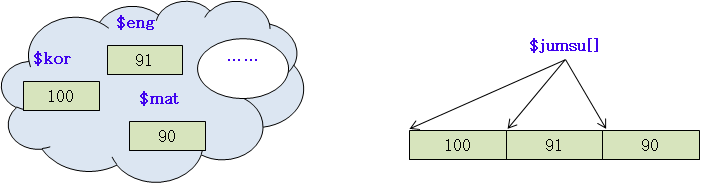 $eng
$kor
91
……
100
$mat
90
$jumsu[]
100 91 90